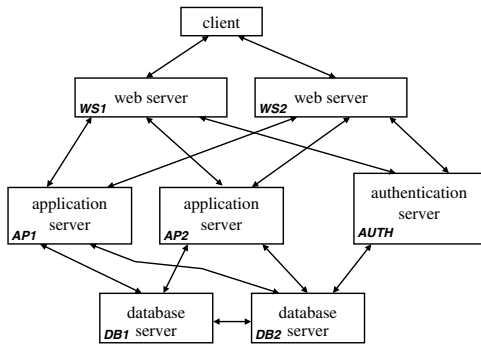 client
web server
WS1
web server
WS2
application
server
AP1
application
server
AP2
authentication
server
AUTH
database
server
DB1
database
server
DB2